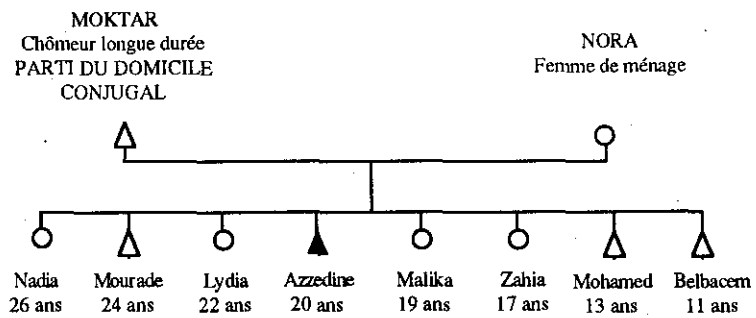 MOKTAR
Chômeur longue durée
PARTI DU DOMICILE
CONJUGAL
NORA
Femme de ménage
Nadia Mourade Lydia Azzedine Malika Zahia Mohamed Belbacem
26 ans 24 ans 22 ans 20 ans 19 ans 17 ans 13 ans 11 ans